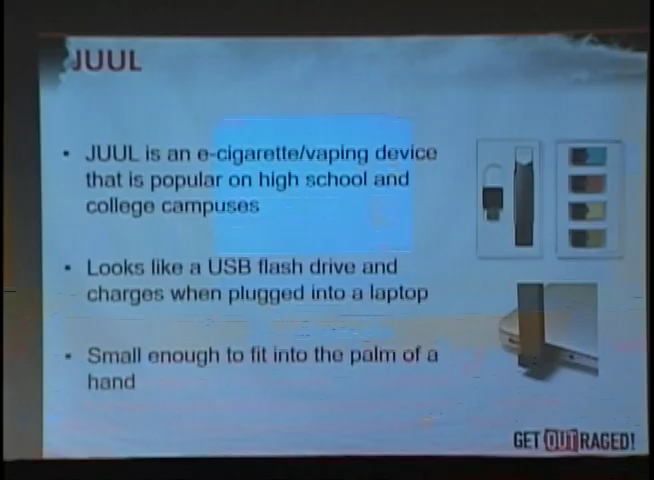 JUUL
• JUUL is an e-cigarette/vaping device
that is popular on high school and
college campuses
• Looks like a USB flash drive and
charges when plugged into a laptop
• Small enough to fit into the palm of a
hand
GET OUTRAGED!